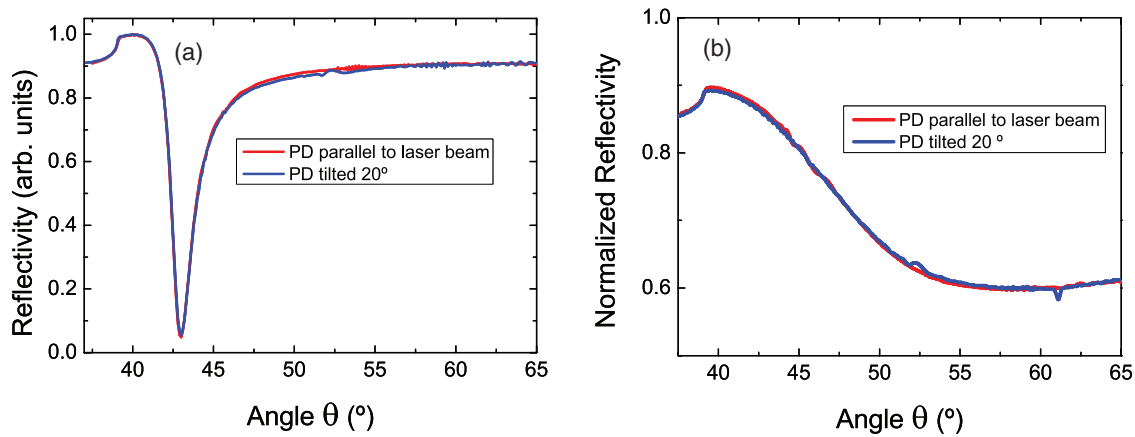 (a)
Reflectivity (arb. units)
1.0
0.8
0.6
0.4
0.2
0.0
PD parallel to laser beam
PD tilted 20º
40 45 50 55 60 65
Angle θ (º)
(b)
Normalized Reflectivity
1.0
0.8
0.6
PD parallel to laser beam
PD tilted 20 º
40 45 50 55 60 65
Angle θ (º)